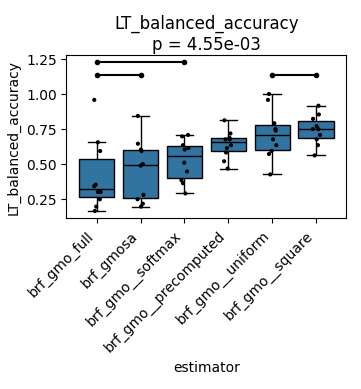 LT_balanced_accuracy
p = 4.55e-03
LT_balanced_accuracy
1.25
1.00
0.75
0.50
0.25
brf_gmo_full
brf_gmosa
brf_gmo__softmax
brf_gmo__precomputed
brf_gmo__uniform
brf_gmo__square
estimator